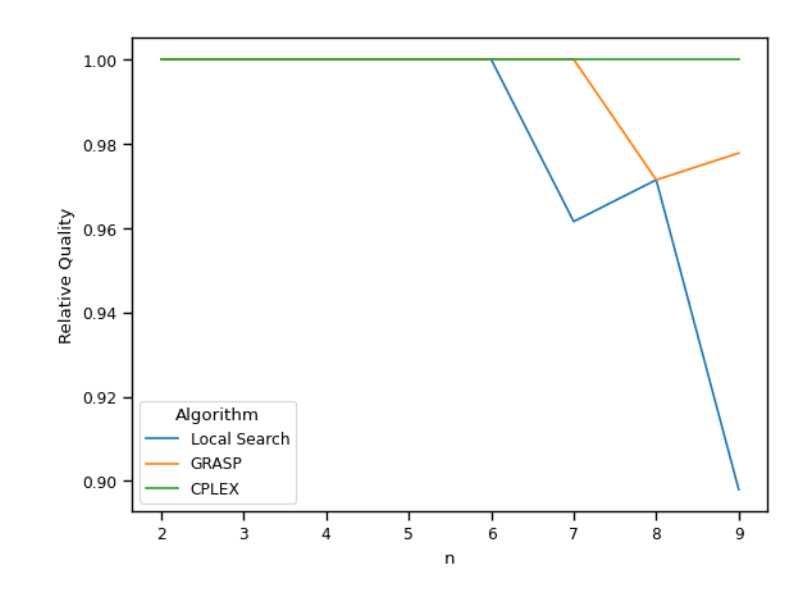 1.00
0.98
0.96
0.94
0.92
0.90
Relative Quality
Algorithm
Local Search
GRASP
CPLEX
2 3 4 5 6 7 8 9
n